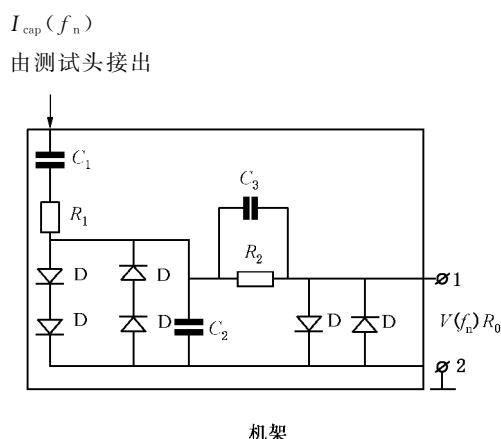 I_cap(f_n)
由测试头接出
C_1
C_3
R_1
R_2
D D
1
D D C_2
D D
V(f_n)R_0
2
机架